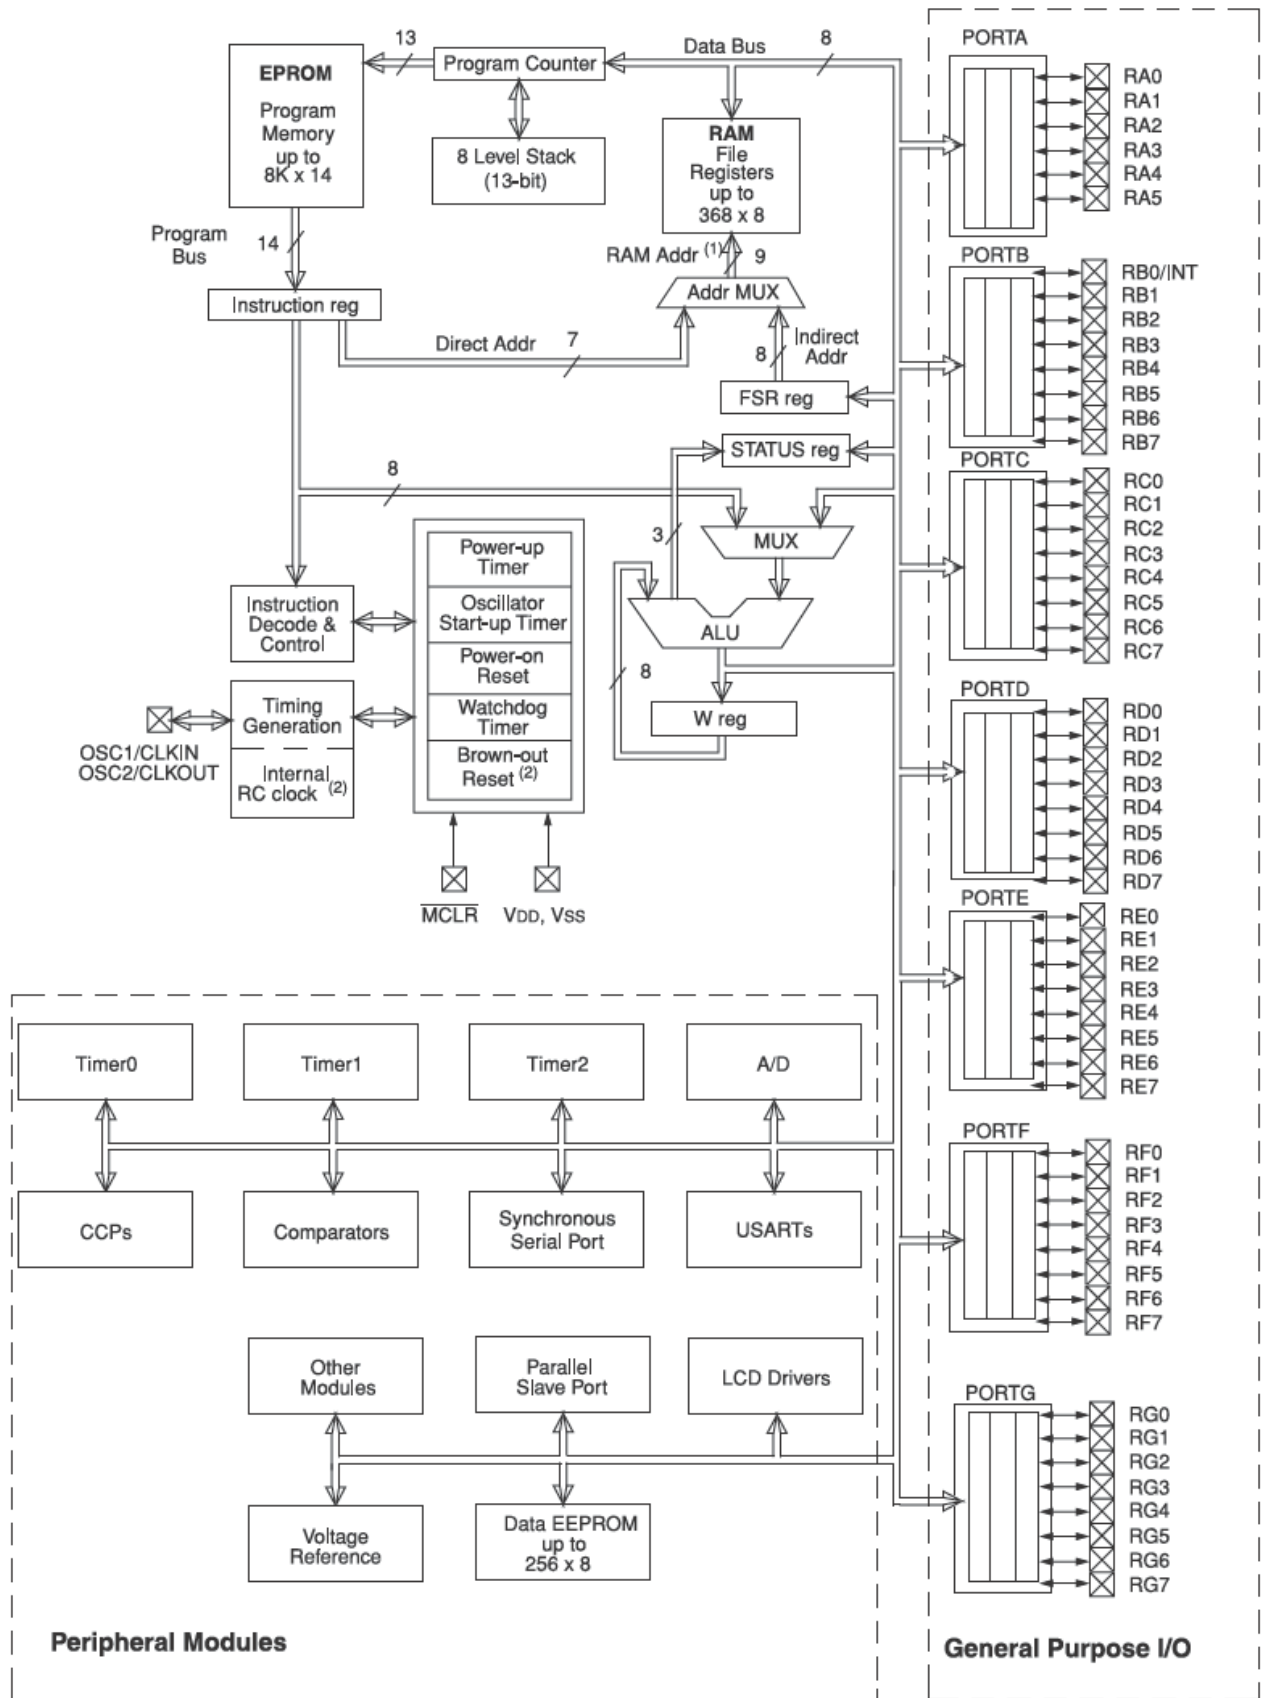 EPROM
Program
Memory
up to
8K x 14
13
Program Counter
8 Level Stack
(13-bit)
Data Bus
8
RAM
File
Registers
up to
368 x 8
RAM Addr (1)
9
Program
Bus
14
Instruction reg
Addr MUX
Direct Addr
7
Indirect
Addr
8
FSR reg
STATUS reg
8
3
MUX
ALU
8
W reg
Instruction
Decode &
Control
Timing
Generation
Internal
RC clock (2)
OSC1/CLKIN
OSC2/CLKOUT
Power-up
Timer
Oscillator
Start-up Timer
Power-on
Reset
Watchdog
Timer
Brown-out
Reset (2)
MCLR
VDD, VSS
PORTA
RA0
RA1
RA2
RA3
RA4
RA5
PORTB
RB0/INT
RB1
RB2
RB3
RB4
RB5
RB6
RB7
PORTC
RC0
RC1
RC2
RC3
RC4
RC5
RC6
RC7
PORTD
RD0
RD1
RD2
RD3
RD4
RD5
RD6
RD7
PORTE
RE0
RE1
RE2
RE3
RE4
RE5
RE6
RE7
PORTF
RF0
RF1
RF2
RF3
RF4
RF5
RF6
RF7
PORTG
RG0
RG1
RG2
RG3
RG4
RG5
RG6
RG7
General Purpose I/O
Timer0
Timer1
Timer2
A/D
CCPs
Comparators
Synchronous
Serial Port
USARTs
Other
Modules
Parallel
Slave Port
LCD Drivers
Voltage
Reference
Data EEPROM
up to
256 x 8
Peripheral Modules